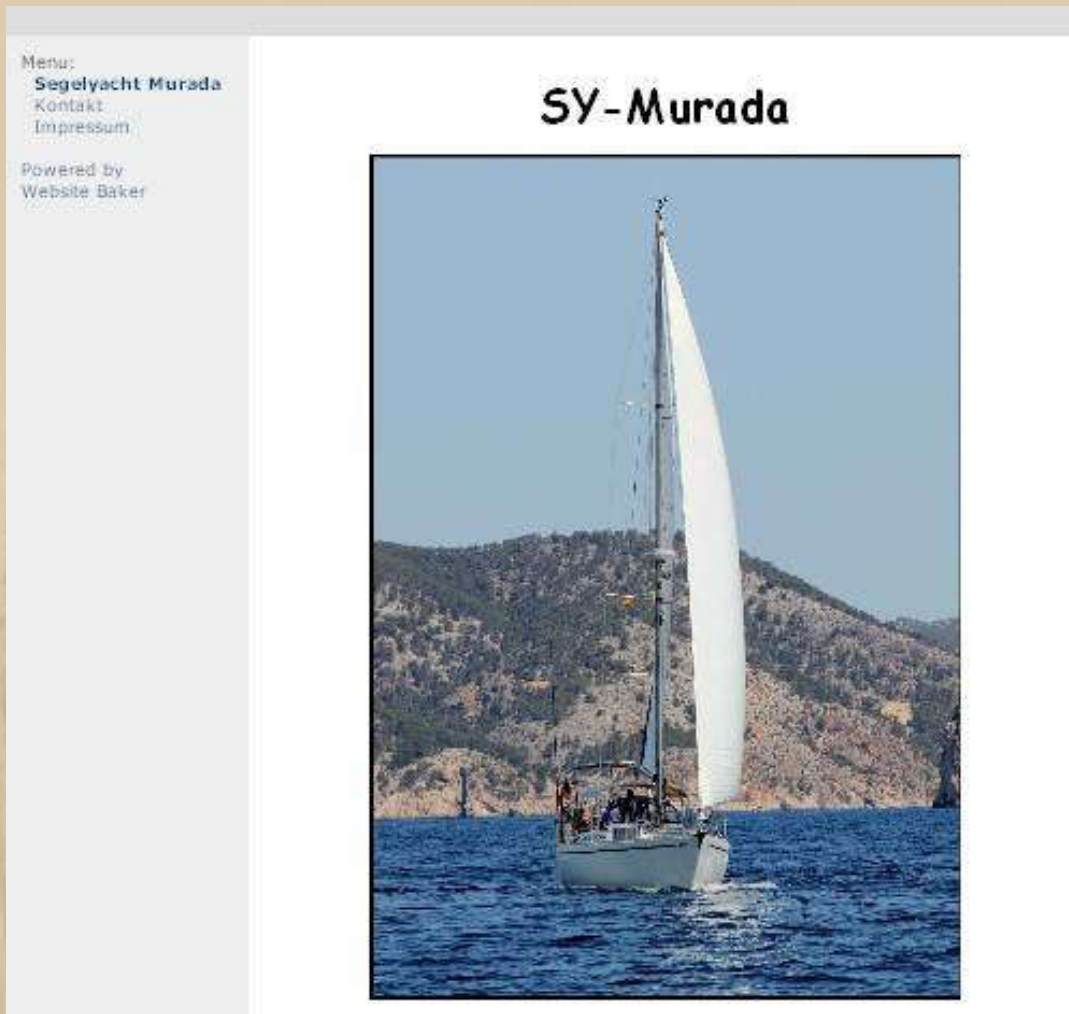 Menu:
Segelyacht Murada
Kontakt
Impressum
Powered by
Website Baker
SY-Murada